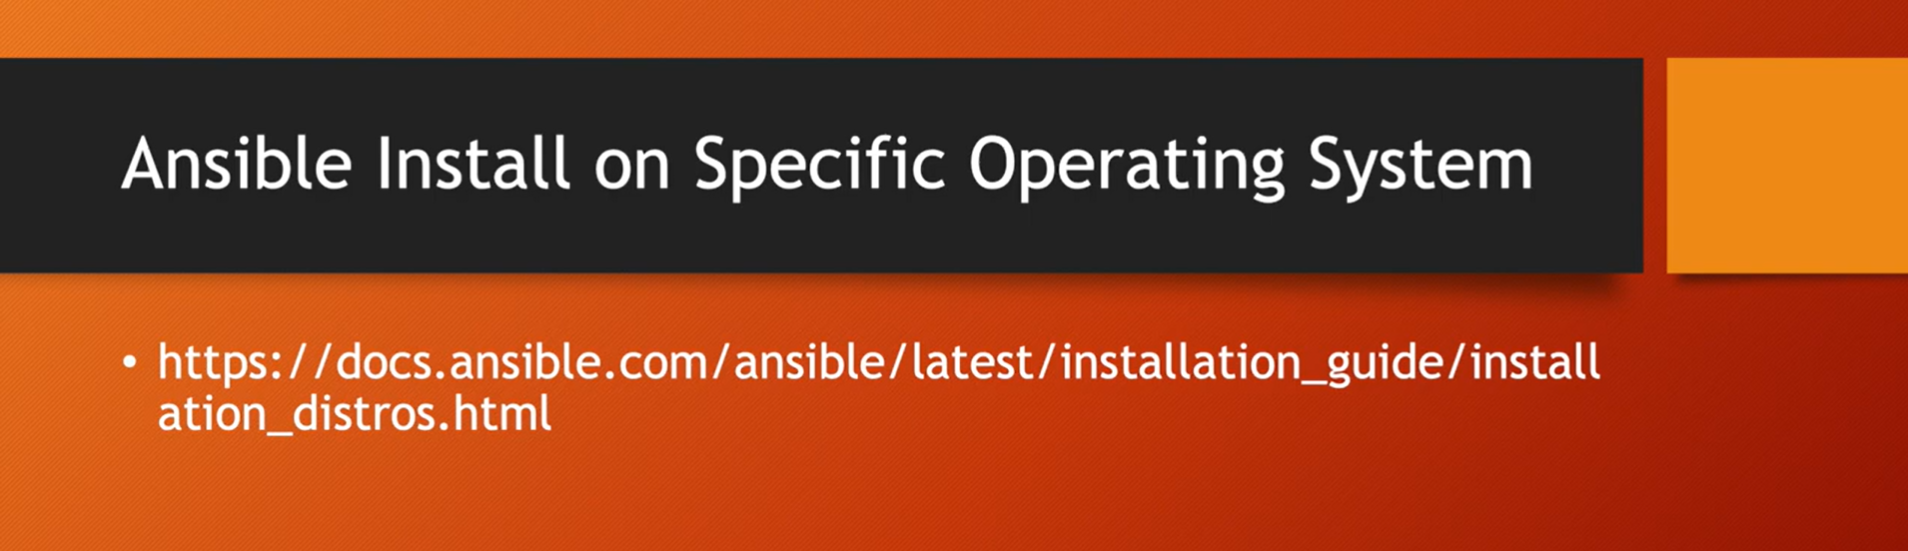 Ansible Install on Specific Operating System
• https://docs.ansible.com/ansible/latest/installation_guide/install
ation_distros.html